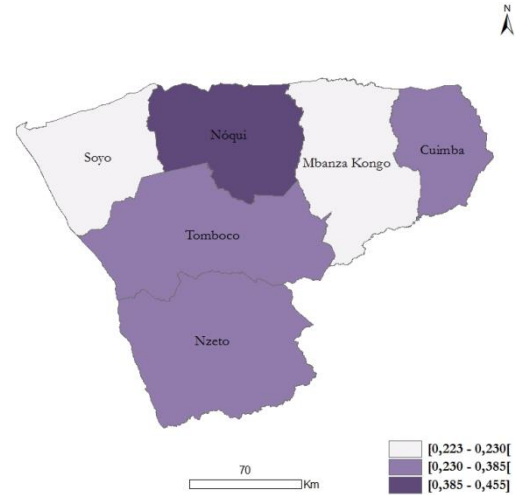 N
Nóqui
Soyo
Mbanza Kongo
Cuimba
Tomboco
Nzeto
[0,223 - 0,230[
[0,230 - 0,385[
[0,385 - 0,455]
70
Km